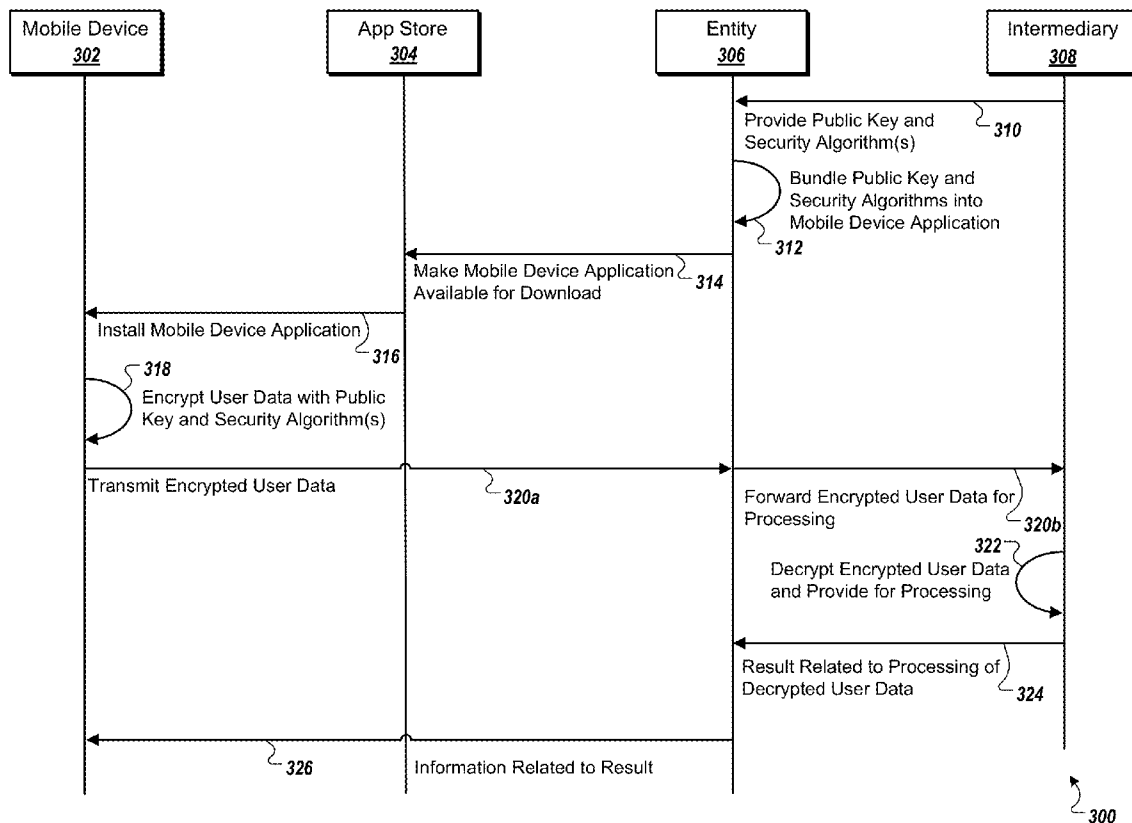 Mobile Device
302
App Store
304
Entity
306
Intermediary
308
310
Provide Public Key and
Security Algorithm(s)
Bundle Public Key and
Security Algorithms into
Mobile Device Application
312
314
Make Mobile Device Application
Available for Download
Install Mobile Device Application
316
318
Encrypt User Data with Public
Key and Security Algorithm(s)
Transmit Encrypted User Data
320a
Forward Encrypted User Data for
Processing
320b
322
Decrypt Encrypted User Data
and Provide for Processing
Result Related to Processing of
Decrypted User Data
324
326
Information Related to Result
300